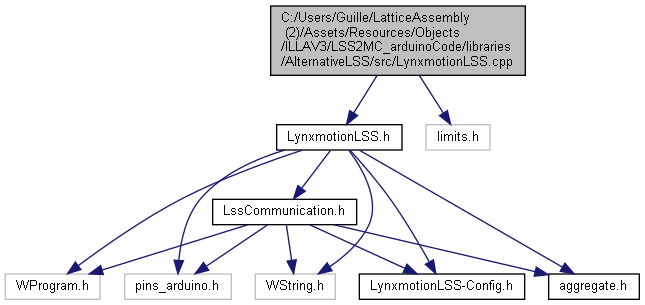 C:/Users/Guille/LatticeAssembly
(2)/Assets/Resources/Objects
/ILLAV3/LSS2MC_arduinoCode/libraries
/AlternativeLSS/src/LynxmotionLSS.cpp
LynxmotionLSS.h
limits.h
LssCommunication.h
WProgram.h
pins_arduino.h
WString.h
LynxmotionLSS-Config.h
aggregate.h